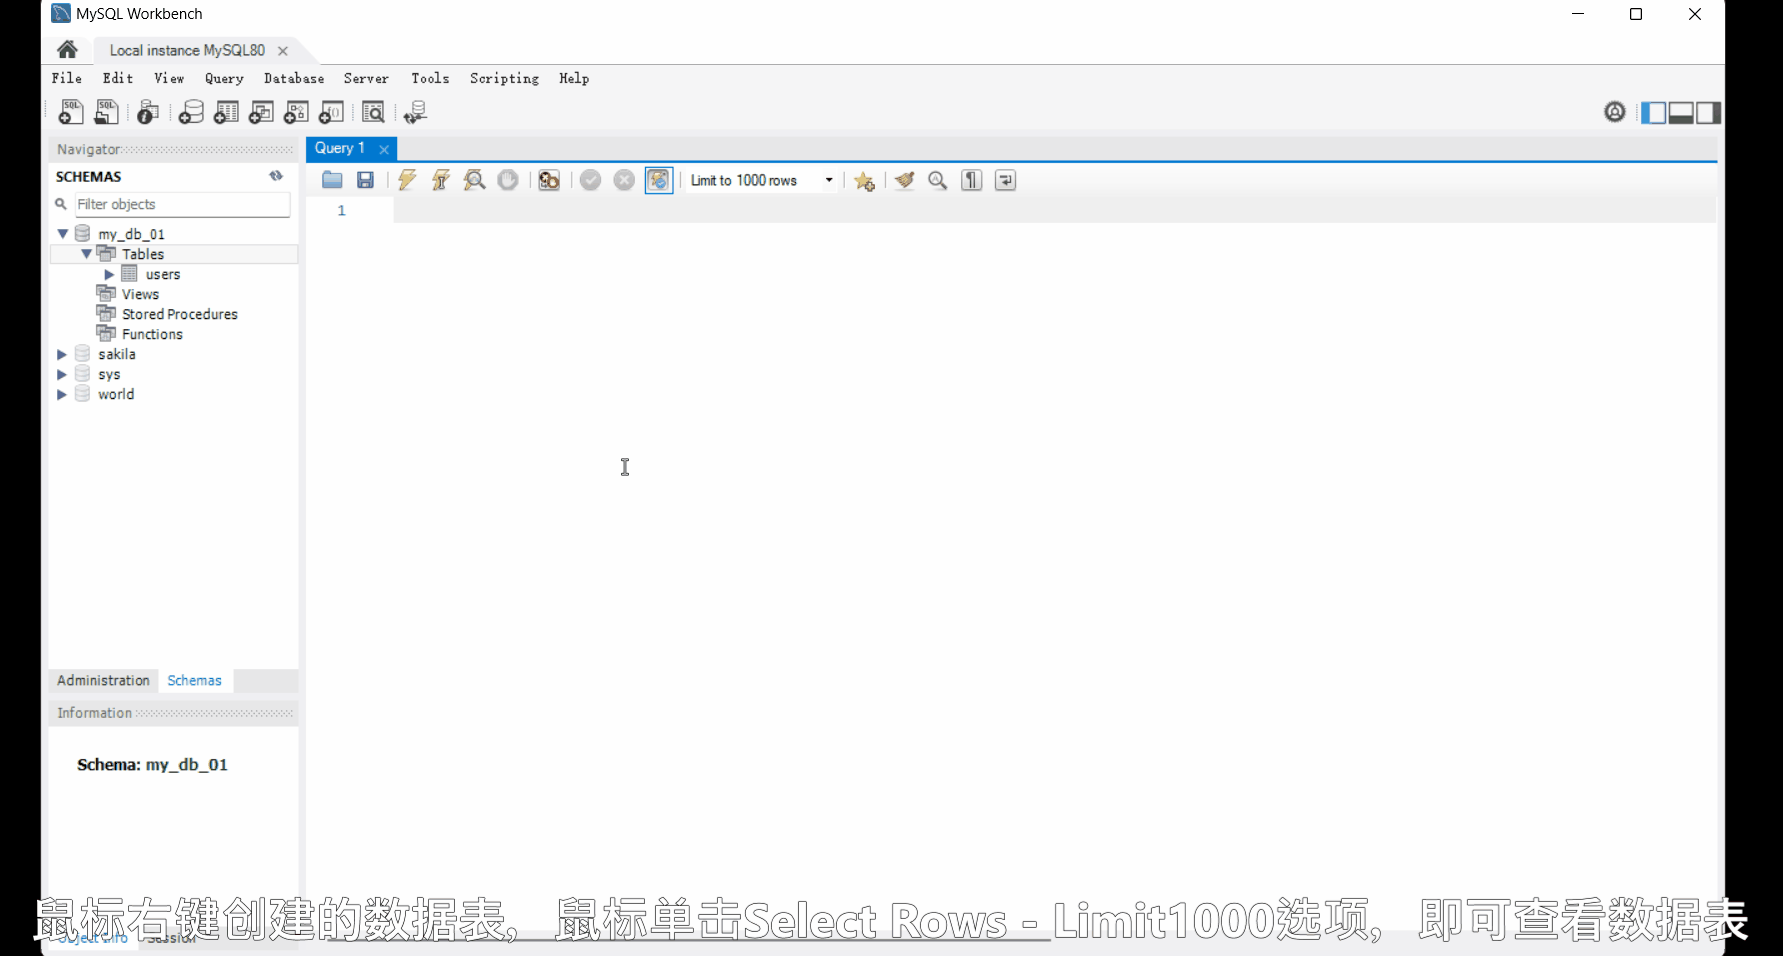 MySQL Workbench
Local instance MySQL80
File Edit View Query Database Server Tools Scripting Help
Navigator
Query 1
SCHEMAS
Limit to 1000 rows
Filter objects
1
my_db_01
Tables
users
Views
Stored Procedures
Functions
sakila
sys
world
Administration Schemas
Information
Schema: my_db_01
鼠标右键创建的数据表，鼠标单击Select Rows - Limit1000选项，即可查看数据表
Object Info Session